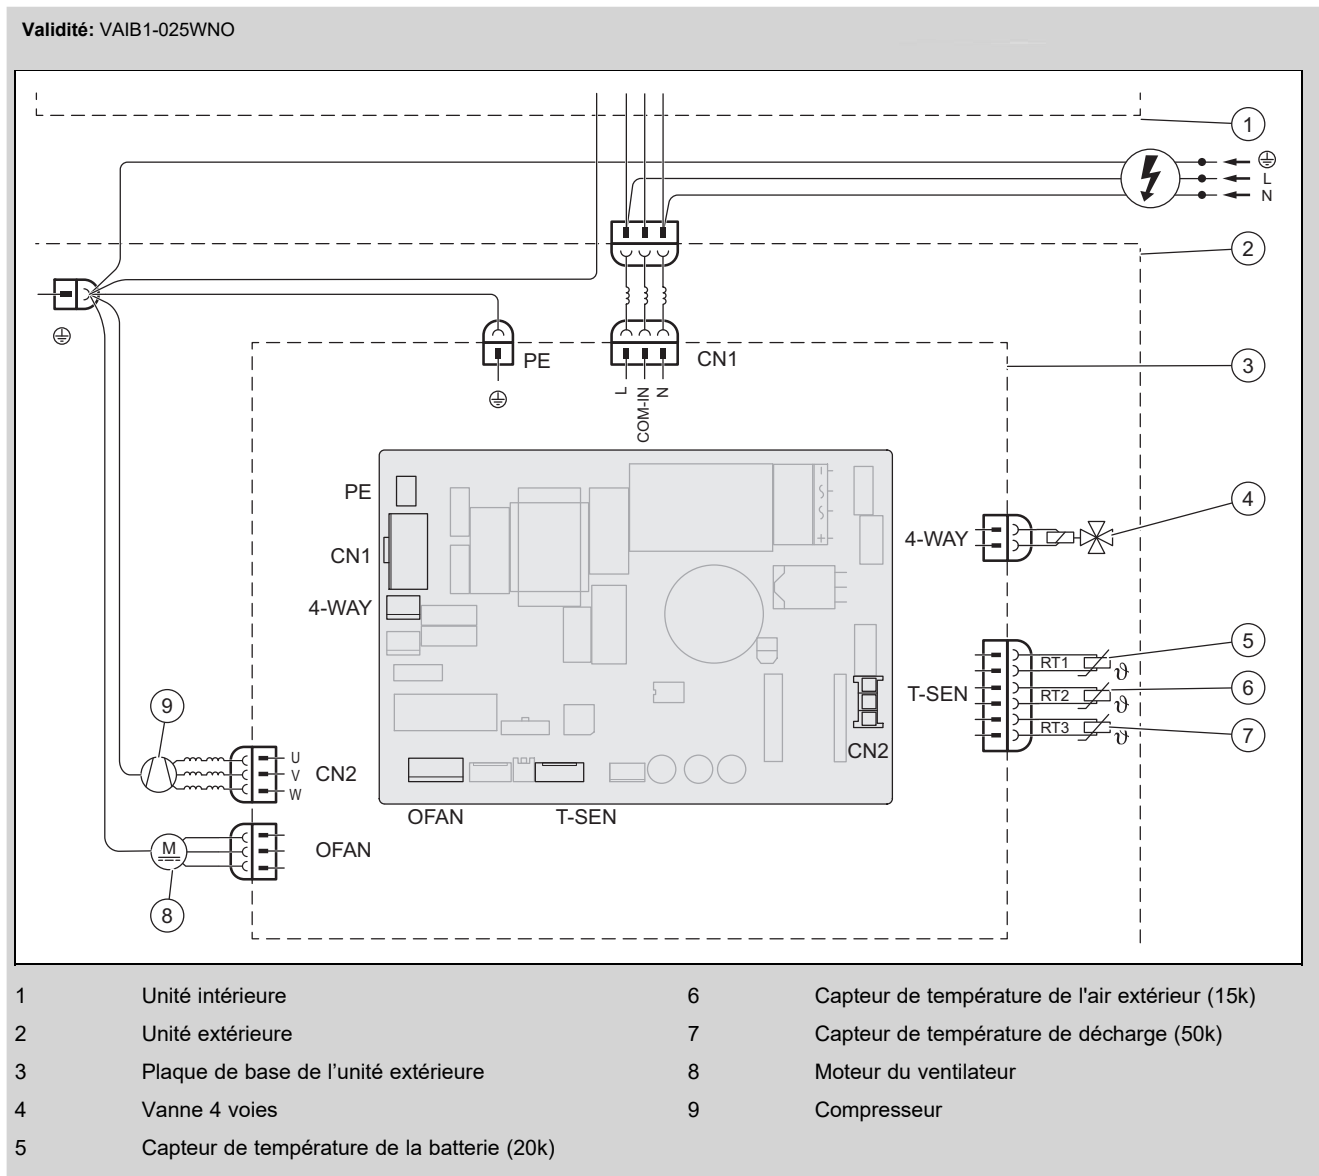 Validité: VAIB1-025WNO
1
L
N
2
PE
CN1
3
L
COM-IN
N
PE
4
CN1
4-WAY
4-WAY
5
RT1 ϑ
T-SEN
RT2 ϑ
6
RT3 ϑ
7
9
U
V
W
CN2
CN2
OFAN
T-SEN
M
OFAN
8
1 Unité intérieure
2 Unité extérieure
3 Plaque de base de l’unité extérieure
4 Vanne 4 voies
5 Capteur de température de la batterie (20k)
6 Capteur de température de l'air extérieur (15k)
7 Capteur de température de décharge (50k)
8 Moteur du ventilateur
9 Compresseur